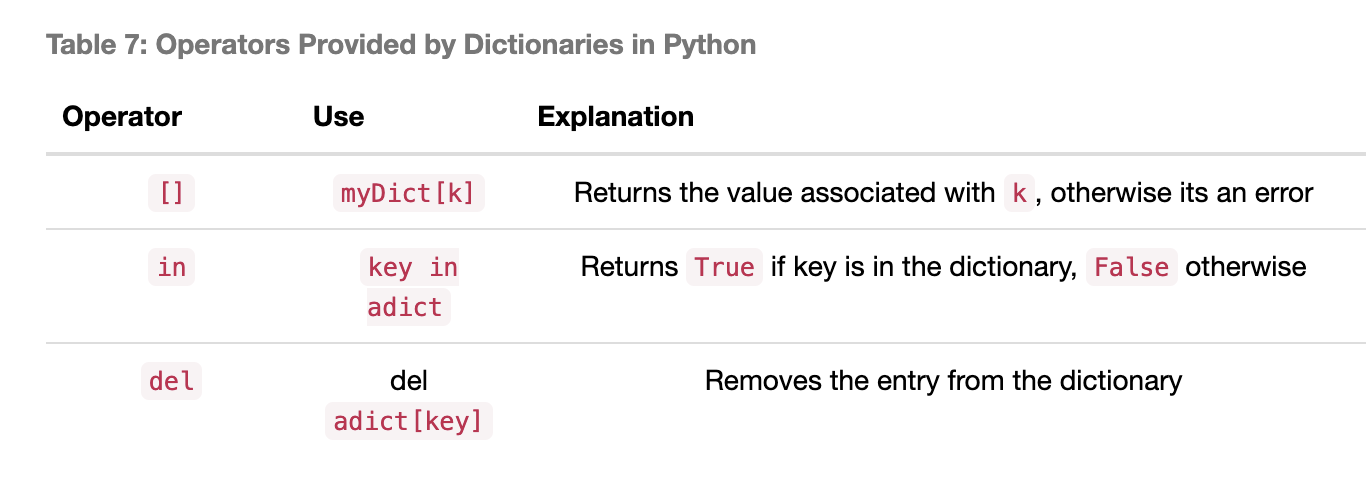 Table 7: Operators Provided by Dictionaries in Python
Operator Use Explanation
[] myDict[k] Returns the value associated with k, otherwise its an error
in key in adict Returns True if key is in the dictionary, False otherwise
del del adict[key] Removes the entry from the dictionary